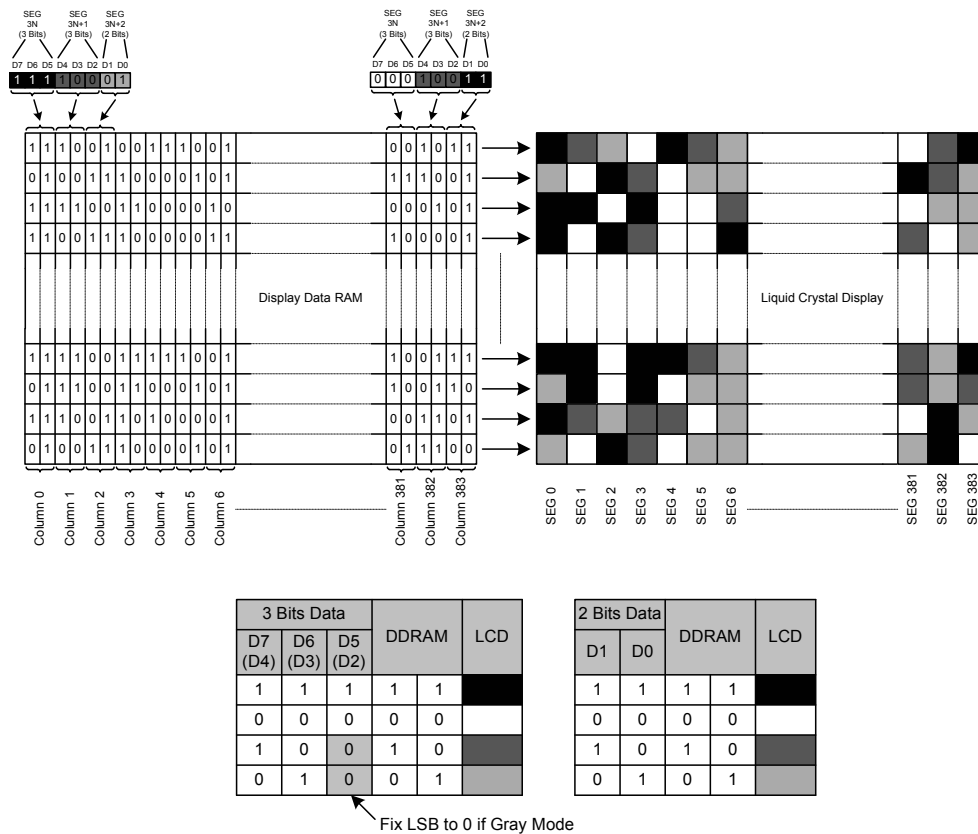 SEG SEG SEG
3N 3N+1 3N+2
(3 Bits) (3 Bits) (2 Bits)
D7 D6 D5 D4 D3 D2 D1 D0
1 1 1 1 0 0 0 1
SEG SEG SEG
3N 3N+1 3N+2
(3 Bits) (3 Bits) (2 Bits)
D7 D6 D5 D4 D3 D2 D1 D0
0 0 0 1 0 0 1 1
1 1 1 0 0 1 0 0 1 1 1 0 0 1 0 0 1 0 1 1
0 1 0 0 1 1 1 0 0 0 0 1 0 1 1 1 1 0 0 1
1 1 1 1 0 0 1 1 0 0 0 0 1 0 0 0 0 1 0 1
1 1 0 0 1 1 1 0 0 0 0 0 1 1 1 0 0 0 0 1
Display Data RAM
Liquid Crystal Display
1 1 1 1 0 0 1 1 1 1 1 0 0 1 1 0 0 1 1 1
0 1 1 1 0 0 1 1 0 0 0 1 0 1 1 0 0 1 1 0
1 1 1 0 0 1 1 0 1 0 0 0 0 1 0 0 1 1 0 1
0 1 0 0 1 1 1 0 0 0 0 1 0 1 0 1 1 1 0 0
Column 0
Column 1
Column 2
Column 3
Column 4
Column 5
Column 6
Column 381
Column 382
Column 383
SEG 0
SEG 1
SEG 2
SEG 3
SEG 4
SEG 5
SEG 6
SEG 381
SEG 382
SEG 383
3 Bits Data DDRAM LCD
D7 D6 D5
(D4) (D3) (D2)
1 1 1 1 1
0 0 0 0 0
1 0 0 1 0
0 1 0 0 1
Fix LSB to 0 if Gray Mode
2 Bits Data DDRAM LCD
D1 D0
1 1 1 1
0 0 0 0
1 0 1 0
0 1 0 1